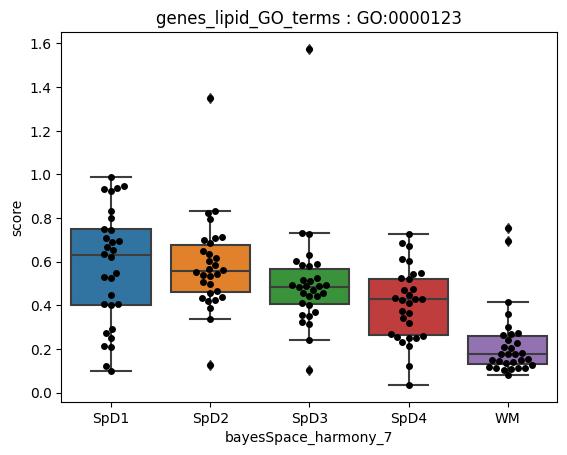 genes_lipid_GO_terms : GO:0000123
1.6
1.4
1.2
1.0
0.8
0.6
0.4
0.2
0.0
score
SpD1 SpD2 SpD3 SpD4 WM
bayesSpace_harmony_7